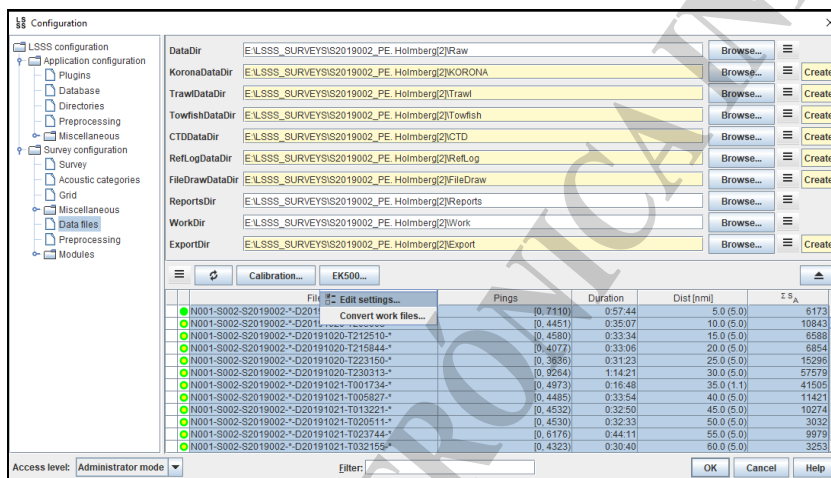 LSSS Configuration
LSSS configuration
Application configuration
Plugins
Database
Directories
Preprocessing
Miscellaneous
Survey configuration
Survey
Acoustic categories
Grid
Miscellaneous
Data files
Preprocessing
Modules
DataDir E:\LSSS_SURVEYS\S2019002_PE. Holmberg[2]\Raw Browse...
KoronaDataDir E:\LSSS_SURVEYS\S2019002_PE. Holmberg[2]\KORONA Browse... Create
TrawlDataDir E:\LSSS_SURVEYS\S2019002_PE. Holmberg[2]\Trawl Browse... Create
TowfishDataDir E:\LSSS_SURVEYS\S2019002_PE. Holmberg[2]\Towfish Browse... Create
CTDDataDir E:\LSSS_SURVEYS\S2019002_PE. Holmberg[2]\CTD Browse... Create
RefLogDataDir E:\LSSS_SURVEYS\S2019002_PE. Holmberg[2]\RefLog Browse... Create
FileDrawDataDir E:\LSSS_SURVEYS\S2019002_PE. Holmberg[2]\FileDraw Browse... Create
ReportsDir E:\LSSS_SURVEYS\S2019002_PE. Holmberg[2]\Reports Browse...
WorkDir E:\LSSS_SURVEYS\S2019002_PE. Holmberg[2]\Work Browse...
ExportDir E:\LSSS_SURVEYS\S2019002_PE. Holmberg[2]\Export Browse... Create
Calibration... EK500...
Edit settings...
Convert work files...
File Pings Duration Dist [nmi] Σ SA
N001-S002-S2019002-*-D2019 [0, 7110) 0:57:44 5.0 (5.0) 6173
N001-S002-S2019002-*-D20191020- [0, 4451) 0:35:07 10.0 (5.0) 10843
N001-S002-S2019002-*-D20191020-T212510-* [0, 4580) 0:33:34 15.0 (5.0) 6588
N001-S002-S2019002-*-D20191020-T215844-* [0, 4077) 0:33:06 20.0 (5.0) 6854
N001-S002-S2019002-*-D20191020-T223150-* [0, 3636) 0:31:23 25.0 (5.0) 15296
N001-S002-S2019002-*-D20191020-T230313-* [0, 9264) 1:14:21 30.0 (5.0) 57579
N001-S002-S2019002-*-D20191021-T001734-* [0, 4973) 0:16:48 35.0 (1.1) 41505
N001-S002-S2019002-*-D20191021-T005827-* [0, 4485) 0:33:54 40.0 (5.0) 11421
N001-S002-S2019002-*-D20191021-T013221-* [0, 4532) 0:32:50 45.0 (5.0) 10274
N001-S002-S2019002-*-D20191021-T020511-* [0, 4530) 0:32:33 50.0 (5.0) 3032
N001-S002-S2019002-*-D20191021-T023744-* [0, 6176) 0:44:11 55.0 (5.0) 9979
N001-S002-S2019002-*-D20191021-T032155-* [0, 4323) 0:30:40 60.0 (5.0) 3253
Access level: Administrator mode Filter: OK Cancel Help